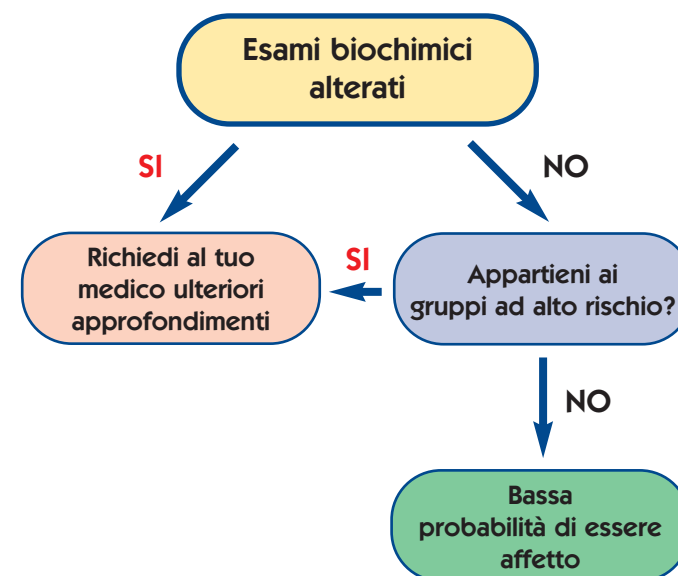 Esami biochimici
alterati
SI
NO
Richiedi al tuo
medico ulteriori
approfondimenti
SI
Appartieni ai
gruppi ad alto rischio?
NO
Bassa
probabilità di essere
affetto